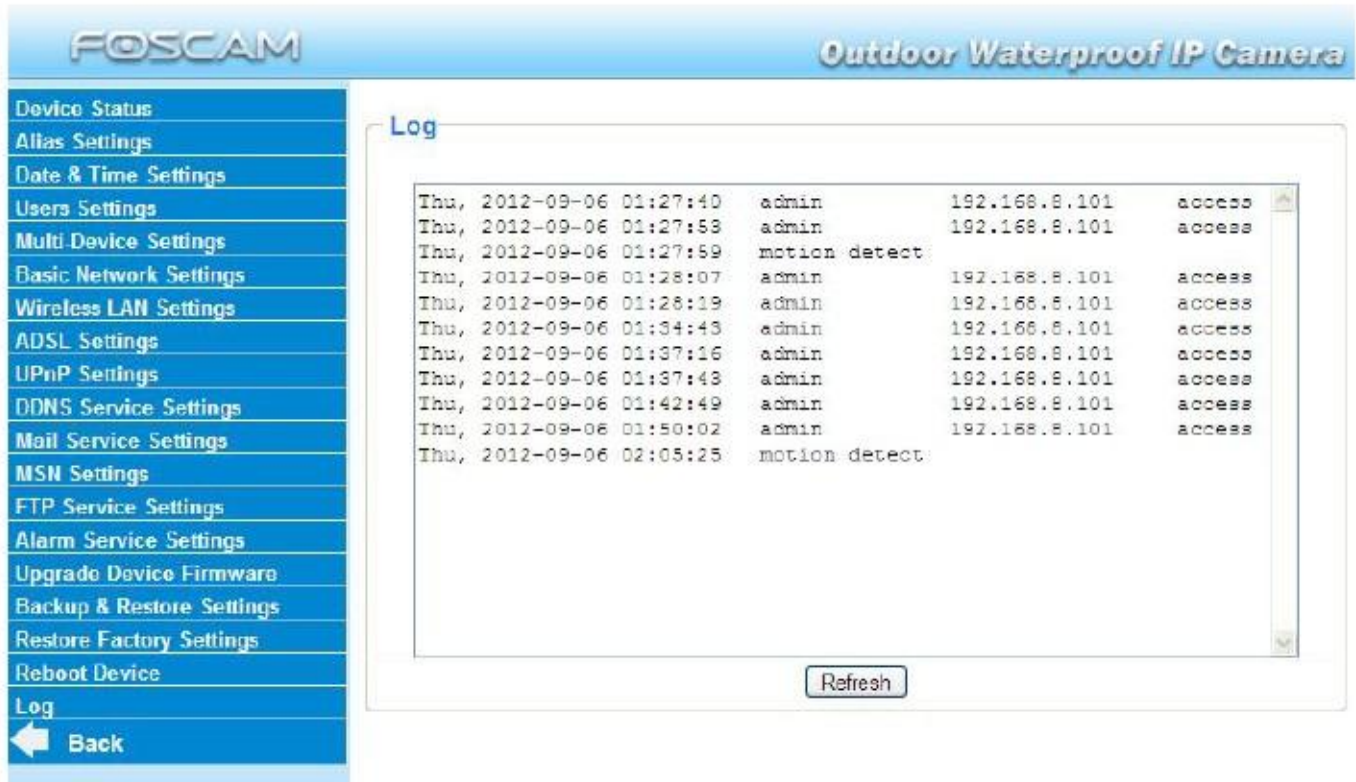 FOSCAM
Outdoor Waterproof IP Camera
Device Status
Alias Settings
Date & Time Settings
Users Settings
Multi-Device Settings
Basic Network Settings
Wireless LAN Settings
ADSL Settings
UPnP Settings
DDNS Service Settings
Mail Service Settings
MSN Settings
FTP Service Settings
Alarm Service Settings
Upgrade Device Firmware
Backup & Restore Settings
Restore Factory Settings
Reboot Device
Log
Back
Log
Thu, 2012-09-06 01:27:40 admin 192.168.8.101 access
Thu, 2012-09-06 01:27:53 admin 192.168.8.101 access
Thu, 2012-09-06 01:27:59 motion detect
Thu, 2012-09-06 01:28:07 admin 192.168.8.101 access
Thu, 2012-09-06 01:28:19 admin 192.168.8.101 access
Thu, 2012-09-06 01:34:43 admin 192.168.8.101 access
Thu, 2012-09-06 01:37:16 admin 192.168.8.101 access
Thu, 2012-09-06 01:37:43 admin 192.168.8.101 access
Thu, 2012-09-06 01:42:49 admin 192.168.8.101 access
Thu, 2012-09-06 01:50:02 admin 192.168.8.101 access
Thu, 2012-09-06 02:05:25 motion detect
Refresh